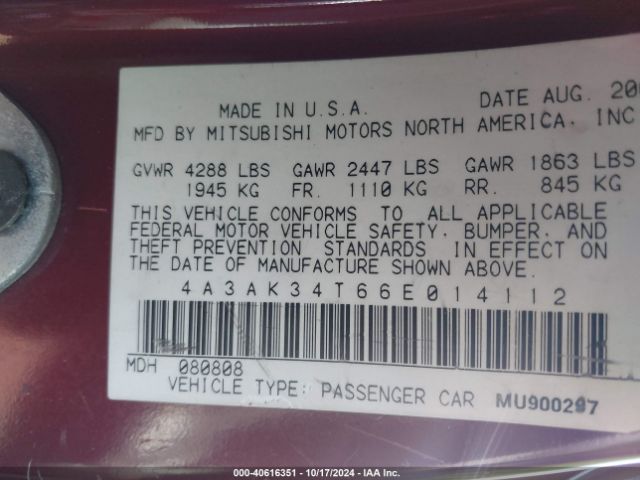 MADE IN U.S.A. DATE AUG. 200
MFD BY MITSUBISHI MOTORS NORTH AMERICA, INC
GVWR 4288 LBS GAWR 2447 LBS GAWR 1863 LBS
1945 KG FR. 1110 KG RR. 845 KG
THIS VEHICLE CONFORMS TO ALL APPLICABLE
FEDERAL MOTOR VEHICLE SAFETY, BUMPER, AND
THEFT PREVENTION STANDARDS IN EFFECT ON
THE DATE OF MANUFACTURE SHOWN ABOVE.
4A3AK34T66E014112
MDH 080808
VEHICLE TYPE: PASSENGER CAR MU900297
000-40616351 | 10/17/2024 | IAA Inc.